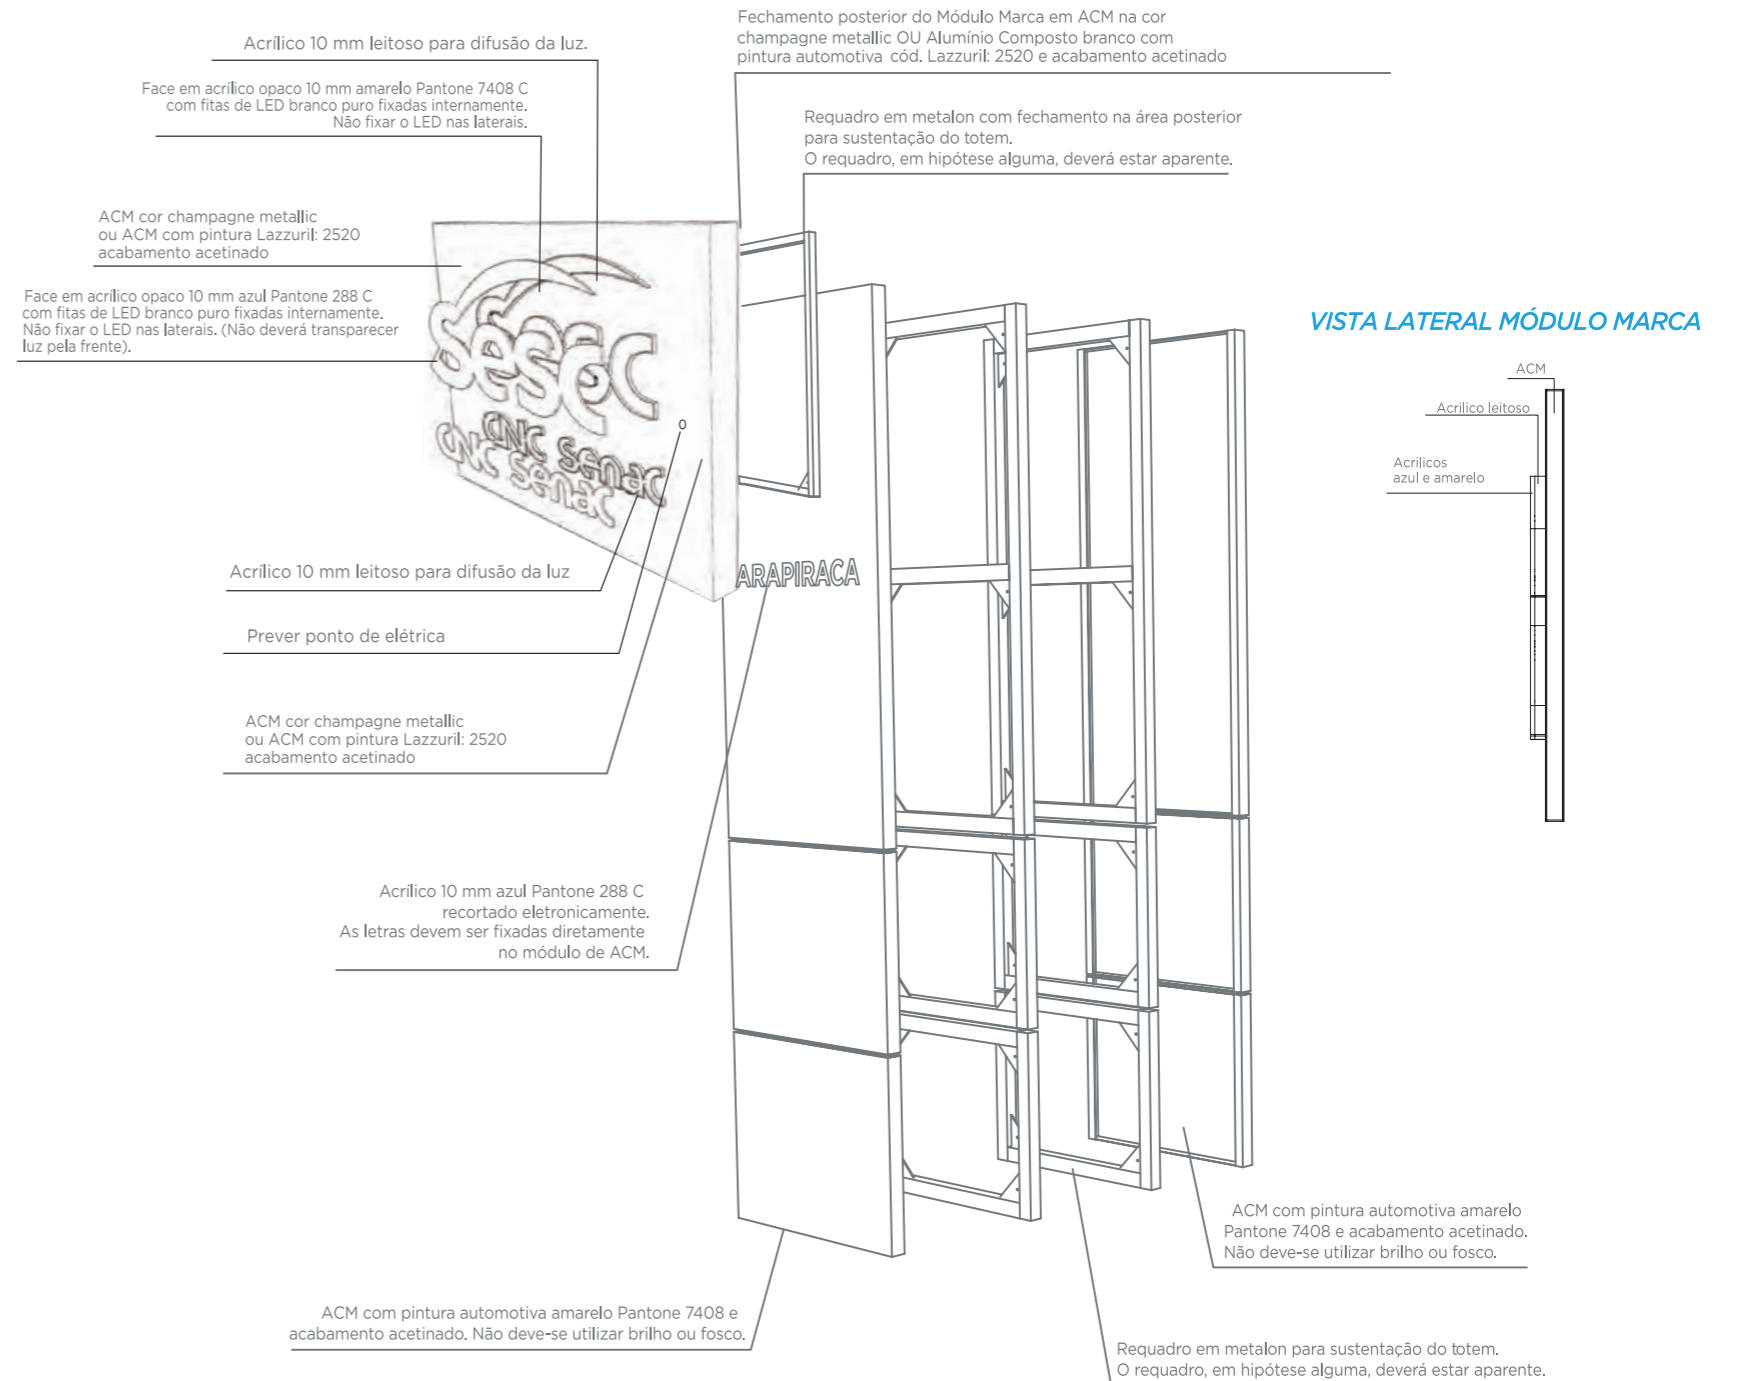 Fechamento posterior do Módulo Marca em ACM na cor
champagne metallic OU Alumínio Composto branco com
pintura automotiva cód. Lazzuril: 2520 e acabamento acetinado
Acrílico 10 mm leitoso para difusão da luz.
Face em acrílico opaco 10 mm amarelo Pantone 7408 C
com fitas de LED branco puro fixadas internamente.
Não fixar o LED nas laterais.
Requadro em metalon com fechamento na área posterior
para sustentação do totem.
O requadro, em hipótese alguma, deverá estar aparente.
ACM cor champagne metallic
ou ACM com pintura Lazzuril: 2520
acabamento acetinado
Face em acrílico opaco 10 mm azul Pantone 288 C
com fitas de LED branco puro fixadas internamente.
Não fixar o LED nas laterais. (Não deverá transparecer
luz pela frente).
sesc
CNC senac
CNC senac
ARAPIRACA
VISTA LATERAL MÓDULO MARCA
ACM
Acrilico leitoso
Acrilicos
azul e amarelo
Acrílico 10 mm leitoso para difusão da luz
Prever ponto de elétrica
ACM cor champagne metallic
ou ACM com pintura Lazzuril: 2520
acabamento acetinado
Acrílico 10 mm azul Pantone 288 C
recortado eletronicamente.
As letras devem ser fixadas diretamente
no módulo de ACM.
ACM com pintura automotiva amarelo
Pantone 7408 e acabamento acetinado.
Não deve-se utilizar brilho ou fosco.
ACM com pintura automotiva amarelo Pantone 7408 e
acabamento acetinado. Não deve-se utilizar brilho ou fosco.
Requadro em metalon para sustentação do totem.
O requadro, em hipótese alguma, deverá estar aparente.